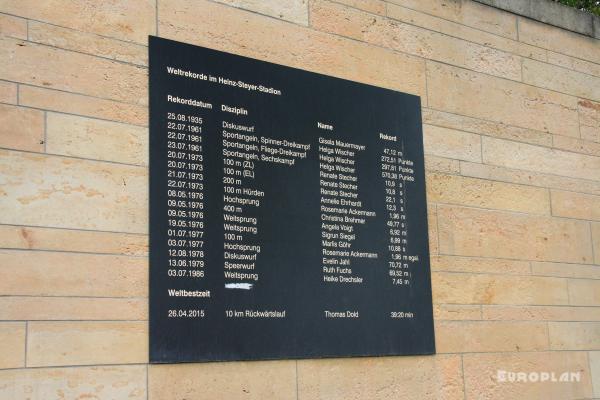 Weltrekorde im Heinz-Steyer-Stadion
Rekorddatum Disziplin Name Rekord
25.08.1935 Diskuswurf Gisela Mauermayer 47,12 m
22.07.1961 Sportangeln, Spinner-Dreikampf Helga Wischer 272,51 Punkte
22.07.1961 Sportangeln, Fliege-Dreikampf Helga Wischer 297,81 Punkte
23.07.1961 Sportangeln, Sechskampf Helga Wischer 570,38 Punkte
20.07.1973 100 m (ZL) Renate Stecher 10,9 s
20.07.1973 100 m (EL) Renate Stecher 10,8 s
21.07.1973 200 m Renate Stecher 22,1 s
22.07.1973 100 m Hürden Annelie Ehrhardt 12,3 s
08.05.1976 Hochsprung Rosemarie Ackermann 1,96 m
09.05.1976 400 m Christina Brehmer 49,77 s
09.05.1976 Weitsprung Angela Voigt 6,92 m
19.05.1976 Weitsprung Sigrun Siegel 6,99 m
01.07.1977 100 m Marlis Göhr 10,88 s
03.07.1977 Hochsprung Rosemarie Ackermann 1,96 m egal.
12.08.1978 Diskuswurf Evelin Jahl 70,72 m
13.06.1979 Speerwurf Ruth Fuchs 69,52 m
03.07.1986 Weitsprung Heike Drechsler 7,45 m
Weltbestzeit
26.04.2015 10 km Rückwärtslauf Thomas Dold 39:20 min
EUROPLAN